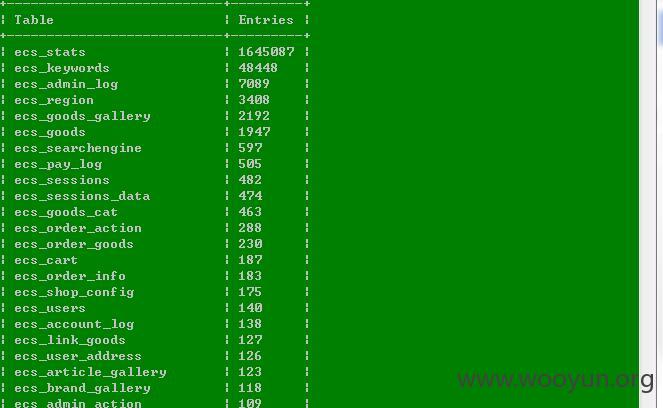 Table Entries
ecs_stats 1645087
ecs_keywords 48448
ecs_admin_log 7089
ecs_region 3408
ecs_goods_gallery 2192
ecs_goods 1947
ecs_searchengine 597
ecs_pay_log 505
ecs_sessions 482
ecs_sessions_data 474
ecs_goods_cat 463
ecs_order_action 288
ecs_order_goods 230
ecs_cart 187
ecs_order_info 183
ecs_shop_config 175
ecs_users 140
ecs_account_log 138
ecs_link_goods 127
ecs_user_address 126
ecs_article_gallery 123
ecs_brand_gallery 118
ecs_admin_action 109
www.wooyun.org